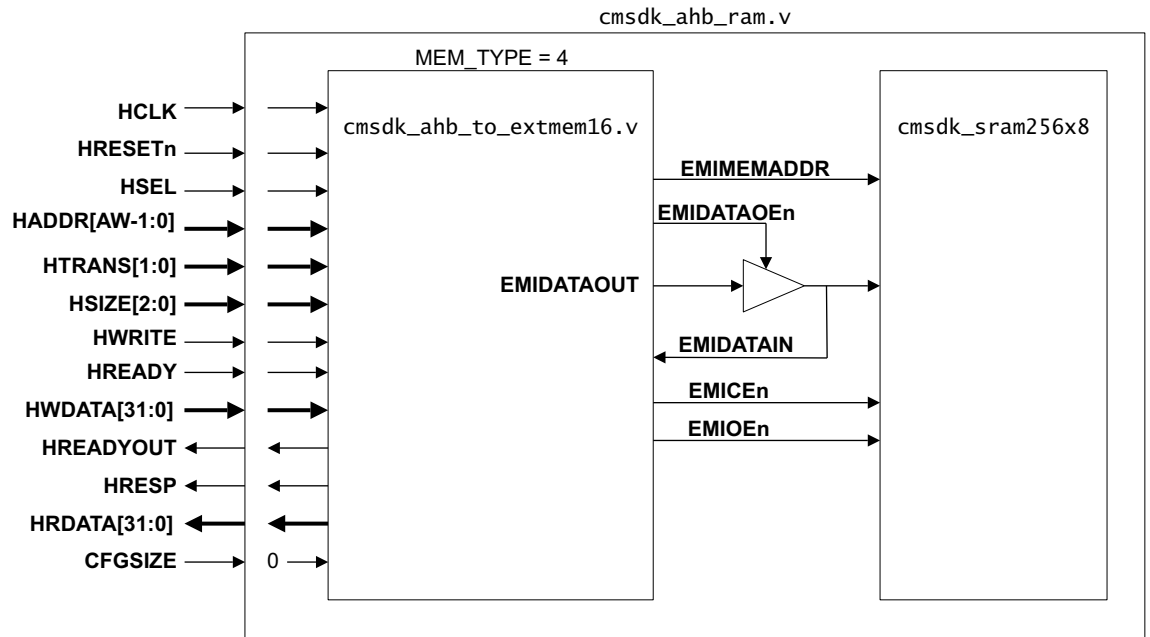 cmsdk_ahb_ram.v
MEM_TYPE = 4
cmsdk_ahb_to_extmem16.v
cmsdk_sram256x8
HCLK
HRESETn
HSEL
HADDR[AW-1:0]
HTRANS[1:0]
HSIZE[2:0]
HWRITE
HREADY
HWDATA[31:0]
HREADYOUT
HRESP
HRDATA[31:0]
CFGSIZE
0
EMIMEMADDR
EMIDATAOEn
EMIDATAOUT
EMIDATAIN
EMICEn
EMIOEn